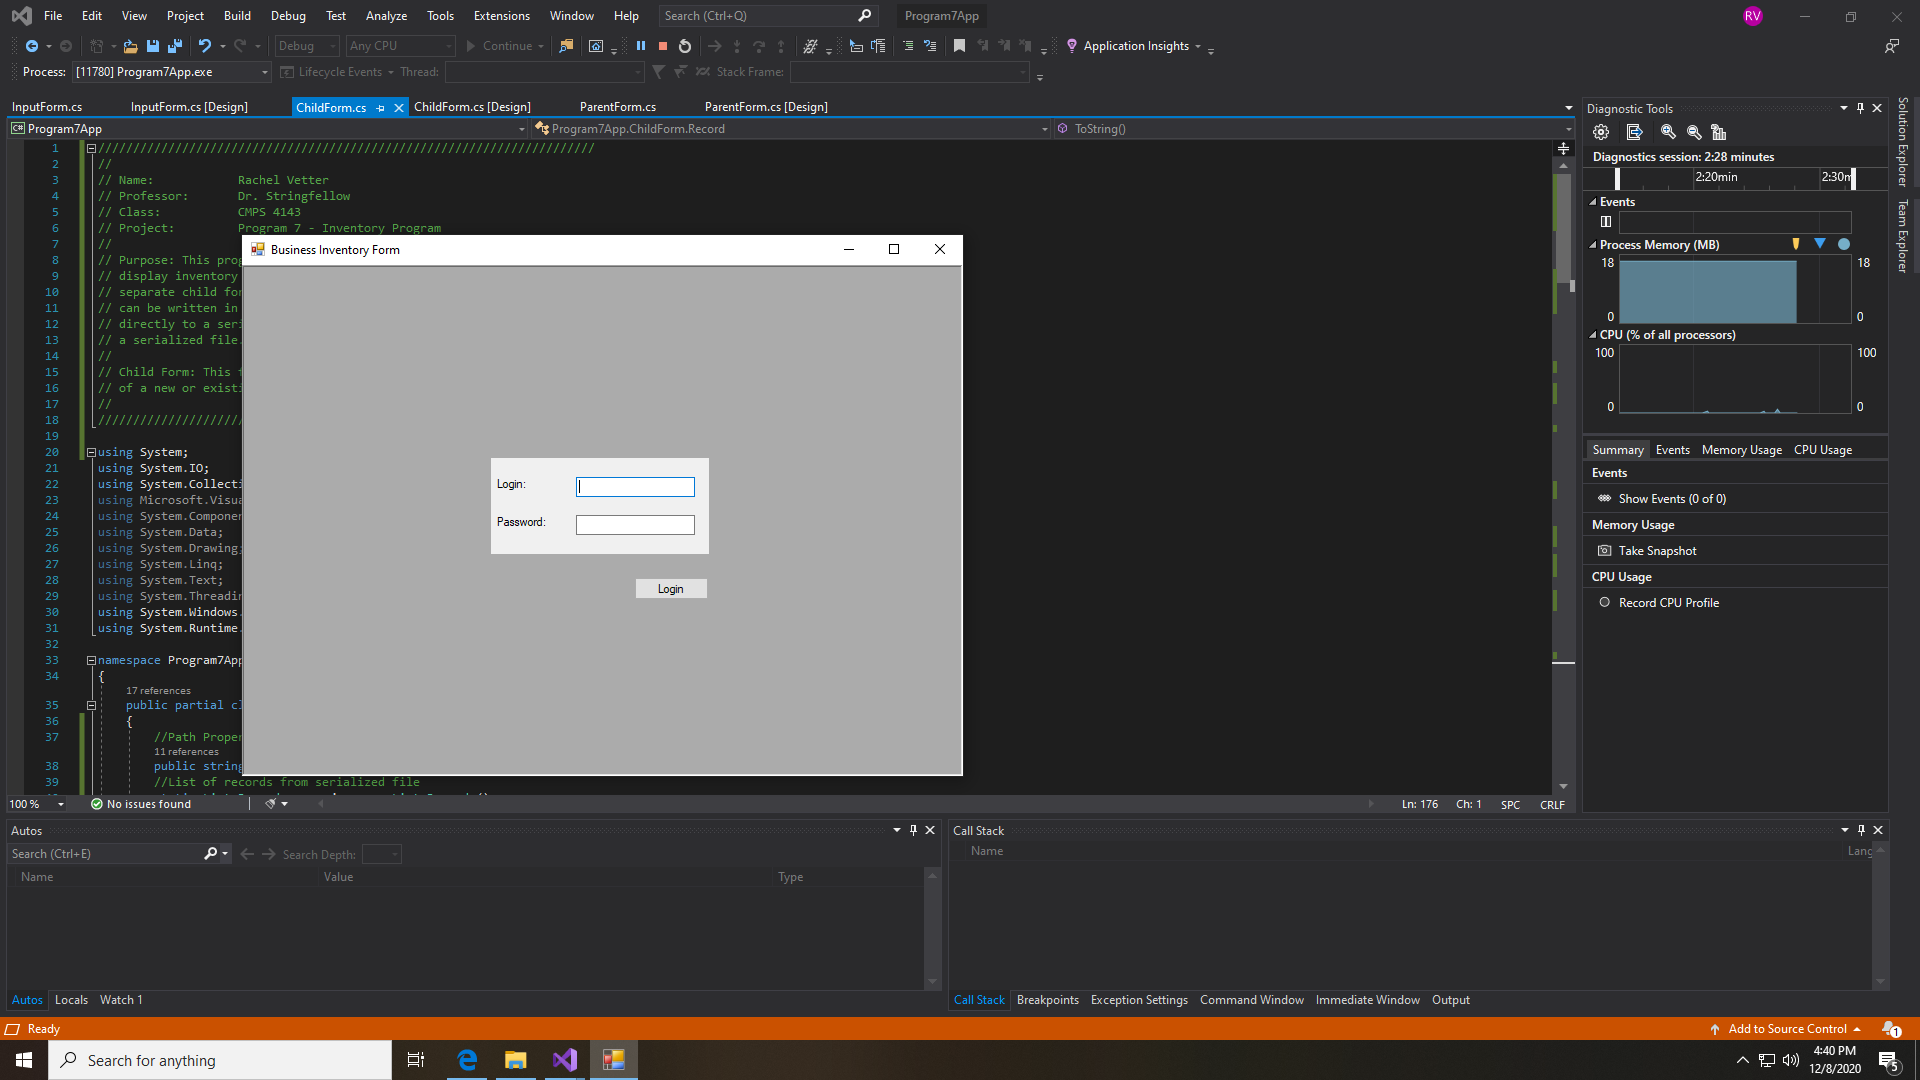 File Edit View Project Build Debug Test Analyze Tools Extensions Window Help Search (Ctrl+Q) Program7App RV
Debug Any CPU Continue Application Insights
Process: [11780] Program7App.exe Lifecycle Events Thread: Stack Frame:
InputForm.cs InputForm.cs [Design] ChildForm.cs ChildForm.cs [Design] ParentForm.cs ParentForm.cs [Design]
C# Program7App Program7App.ChildForm.Record ToString()
1 ///////////////////////////////////////////////////////////////////////
2 //
3 // Name: Rachel Vetter
4 // Professor: Dr. Stringfellow
5 // Class: CMPS 4143
6 // Project: Program 7 - Inventory Program
7 //
8 // Purpose: This prog
9 // display inventory
10 // separate child for
11 // can be written in
12 // directly to a seri
13 // a serialized file.
14 //
15 // Child Form: This f
16 // of a new or existi
17 //
18 /////////////////////
19
20 using System;
21 using System.IO;
22 using System.Collecti
23 using Microsoft.Visua
24 using System.Componen
25 using System.Data;
26 using System.Drawing;
27 using System.Linq;
28 using System.Text;
29 using System.Threadin
30 using System.Windows.
31 using System.Runtime.
32
33 namespace Program7App
34 {
17 references
35 public partial cl
36 {
37 //Path Proper
11 references
38 public string
39 //List of records from serialized file
Business Inventory Form
Login:
Password:
Login
100 % No issues found Ln: 176 Ch: 1 SPC CRLF
Diagnostic Tools
Diagnostics session: 2:28 minutes
2:20min 2:30m
Events
Process Memory (MB)
18 18
0 0
CPU (% of all processors)
100 100
0 0
Summary Events Memory Usage CPU Usage
Events
Show Events (0 of 0)
Memory Usage
Take Snapshot
CPU Usage
Record CPU Profile
Solution Explorer
Team Explorer
Autos
Search (Ctrl+E) Search Depth:
Name Value Type
Autos Locals Watch 1
Call Stack
Name Lang
Call Stack Breakpoints Exception Settings Command Window Immediate Window Output
Ready Add to Source Control 1
Search for anything
4:40 PM
12/8/2020
5